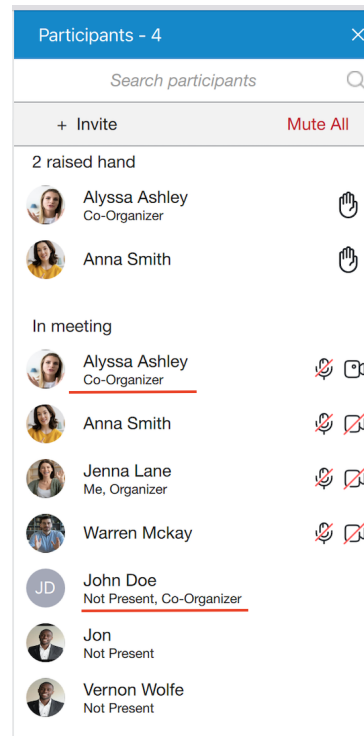 Participants - 4
Search participants
+ Invite
Mute All
2 raised hand
Alyssa Ashley
Co-Organizer
Anna Smith
In meeting
Alyssa Ashley
Co-Organizer
Anna Smith
Jenna Lane
Me, Organizer
Warren Mckay
JD
John Doe
Not Present, Co-Organizer
Jon
Not Present
Vernon Wolfe
Not Present